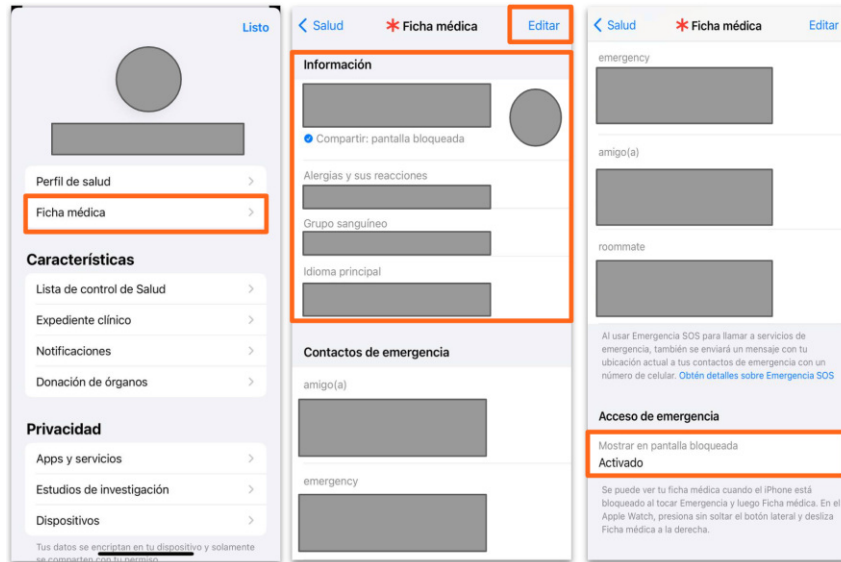 Listo
Perfil de salud
Ficha médica
Características
Lista de control de Salud
Expediente clínico
Notificaciones
Donación de órganos
Privacidad
Apps y servicios
Estudios de investigación
Dispositivos
Tus datos se encriptan en tu dispositivo y solamente
se comparten con tu permiso.
Salud
Ficha médica
Editar
Información
Compartir: pantalla bloqueada
Alergias y sus reacciones
Grupo sanguíneo
Idioma principal
Contactos de emergencia
amigo(a)
emergency
Salud
Ficha médica
Editar
emergency
amigo(a)
roommate
Al usar Emergencia SOS para llamar a servicios de
emergencia, también se enviará un mensaje con tu
ubicación actual a tus contactos de emergencia con un
número de celular. Obtén detalles sobre Emergencia SOS
Acceso de emergencia
Mostrar en pantalla bloqueada
Activado
Se puede ver tu ficha médica cuando el iPhone está
bloqueado al tocar Emergencia y luego Ficha médica. En el
Apple Watch, presiona sin soltar el botón lateral y desliza
Ficha médica a la derecha.